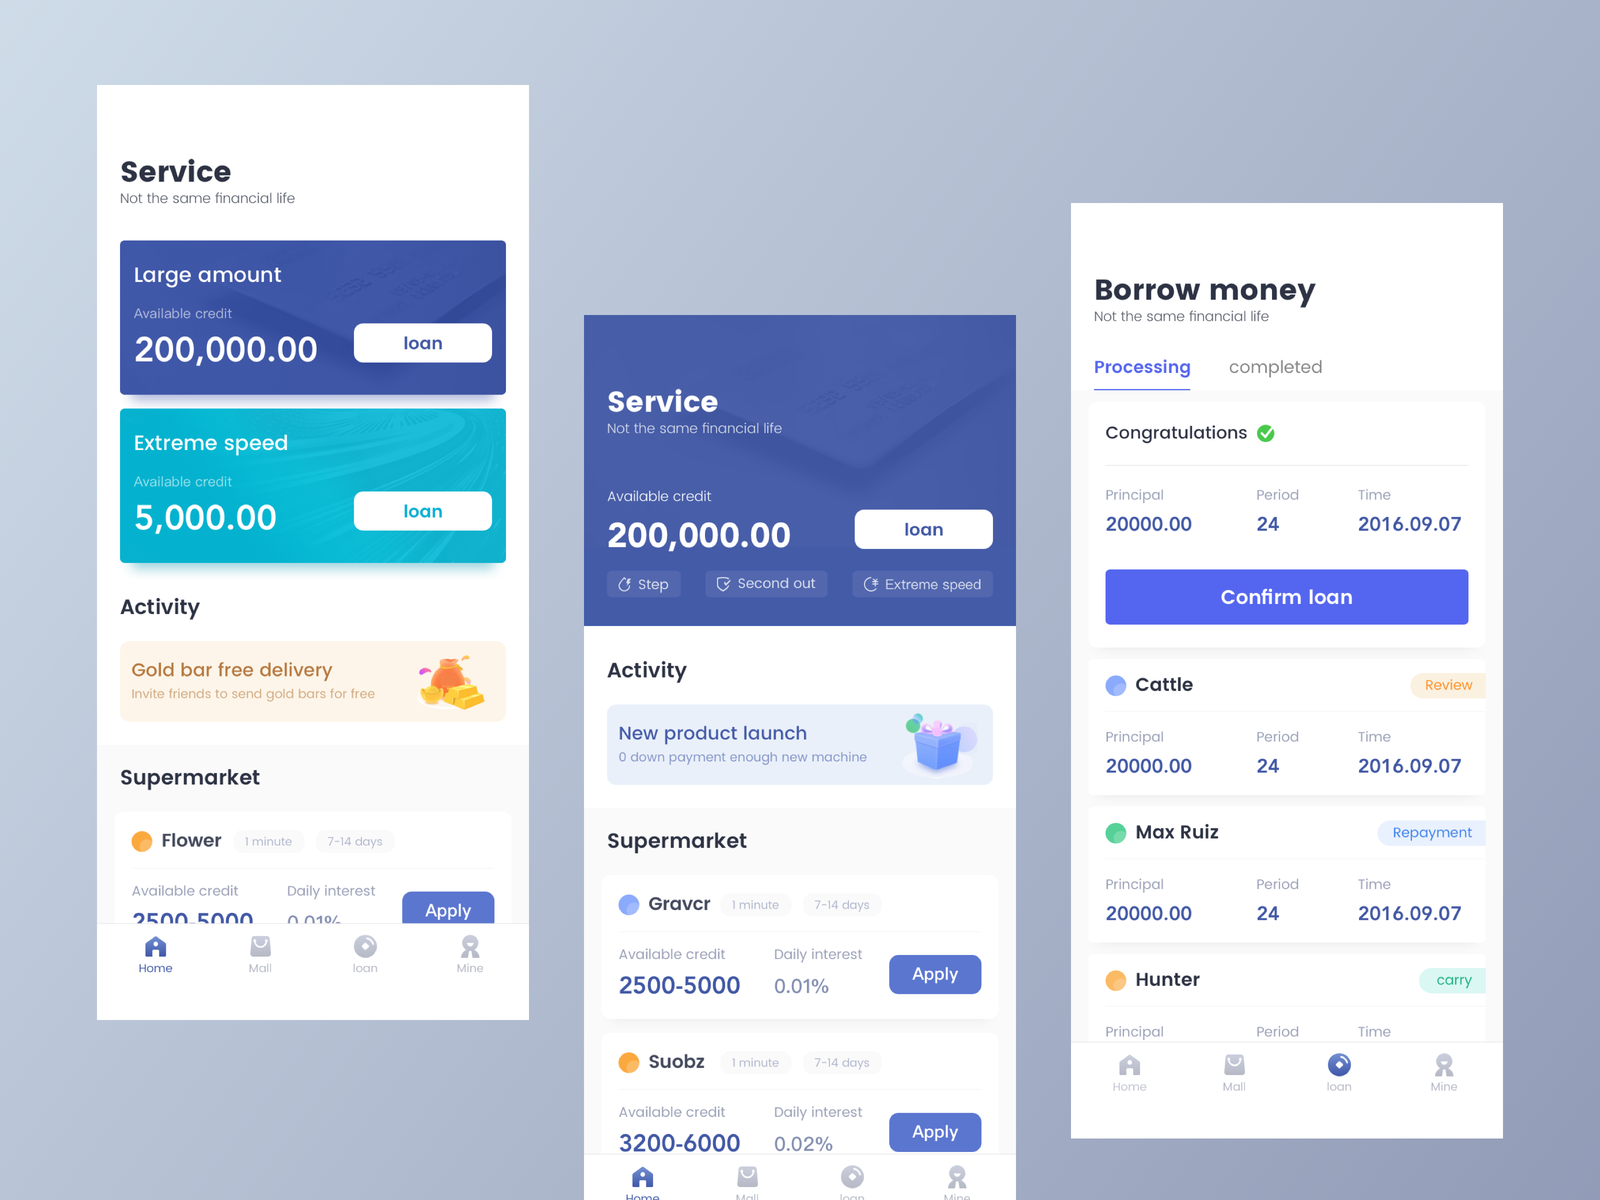 Service
Not the same financial life
Large amount
Available credit
200,000.00
loan
Extreme speed
Available credit
5,000.00
loan
Activity
Gold bar free delivery
Invite friends to send gold bars for free
Supermarket
Flower 1 minute 7-14 days
Available credit Daily interest
2500-5000 0.01% Apply
Home Mall loan Mine
Service
Not the same financial life
Available credit
200,000.00 loan
Step Second out Extreme speed
Activity
New product launch
0 down payment enough new machine
Supermarket
Gravcr 1 minute 7-14 days
Available credit Daily interest
2500-5000 0.01% Apply
Suobz 1 minute 7-14 days
Available credit Daily interest
3200-6000 0.02% Apply
Home Mall loan Mine
Borrow money
Not the same financial life
Processing completed
Congratulations
Principal Period Time
20000.00 24 2016.09.07
Confirm loan
Cattle Review
Principal Period Time
20000.00 24 2016.09.07
Max Ruiz Repayment
Principal Period Time
20000.00 24 2016.09.07
Hunter carry
Principal Period Time
Home Mall loan Mine